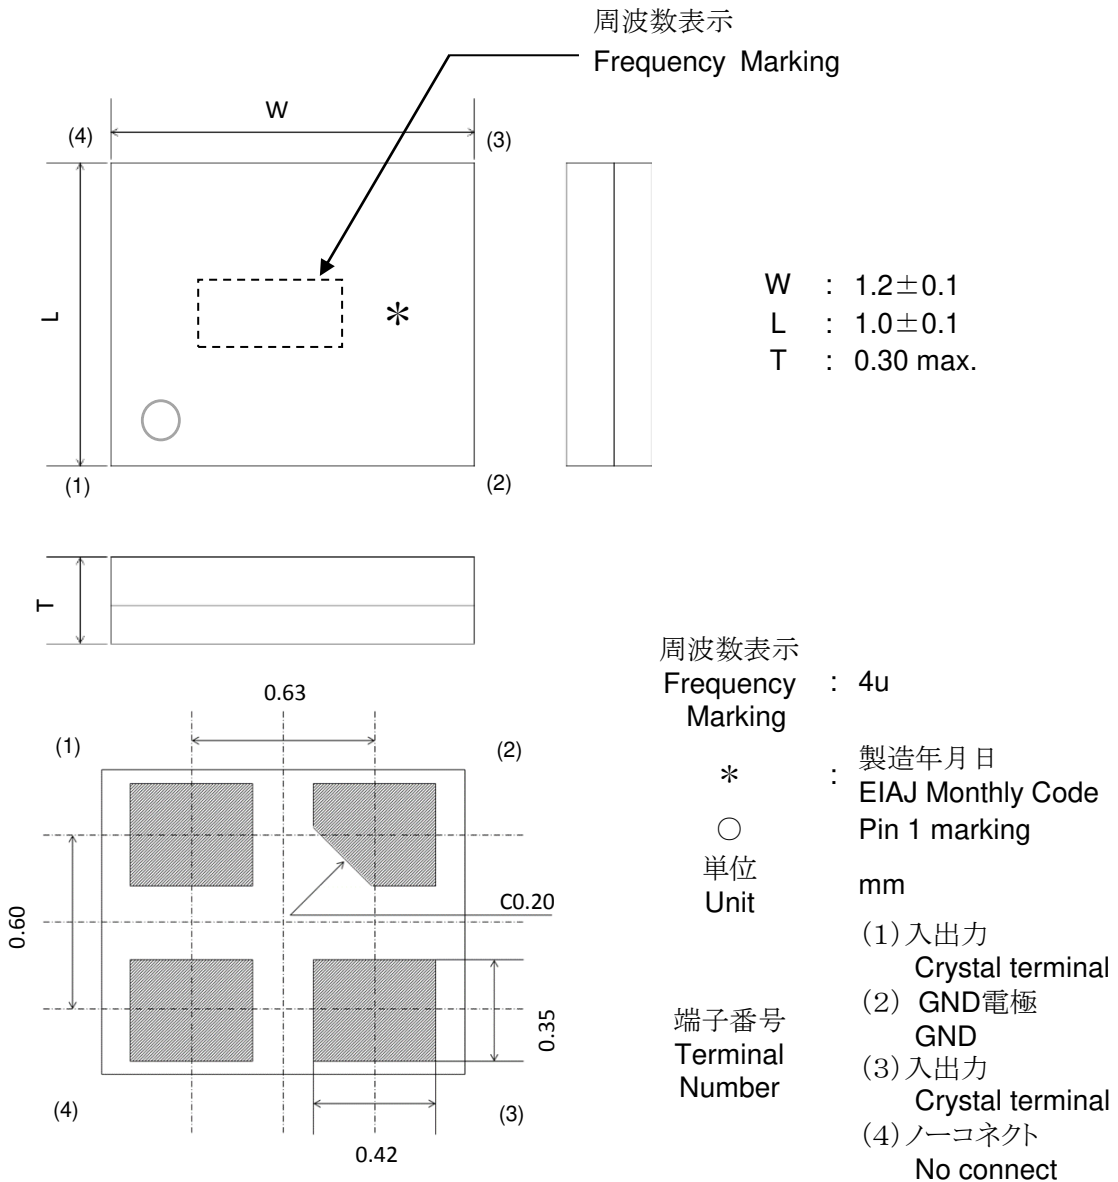 周波数表示
Frequency Marking
W
(4)
(3)
L
(1)
(2)
W : 1.2±0.1
L : 1.0±0.1
T : 0.30 max.
T
0.63
(1)
(2)
C0.20
0.60
0.35
(4)
(3)
0.42
周波数表示
Frequency : 4u
Marking
* : 製造年月日
EIAJ Monthly Code
○ Pin 1 marking
単位
Unit
mm
端子番号
Terminal
Number
(1)入出力
Crystal terminal
(2) GND電極
GND
(3)入出力
Crystal terminal
(4)ノーコネクト
No connect